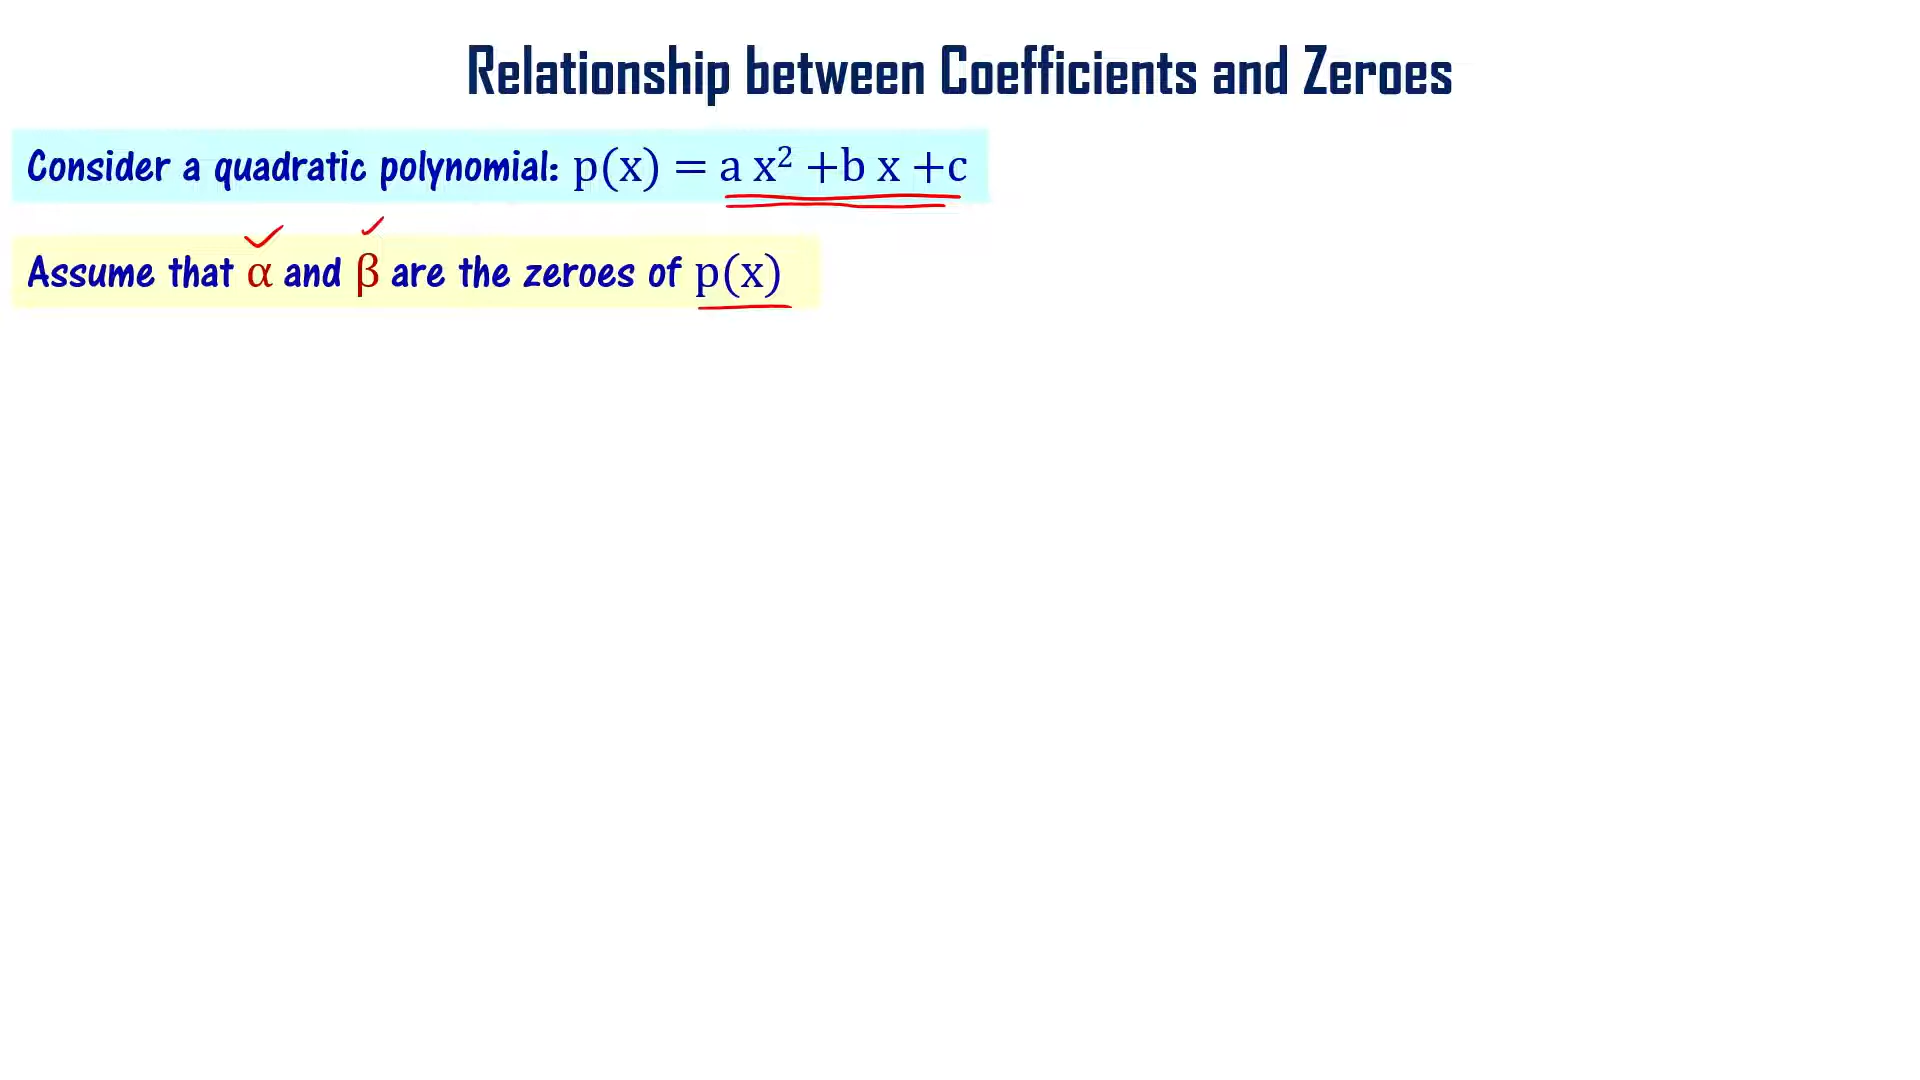 Relationship between Coefficients and Zeroes
Consider a quadratic polynomial: p(x) = a x² +b x +c
Assume that α and β are the zeroes of p(x)